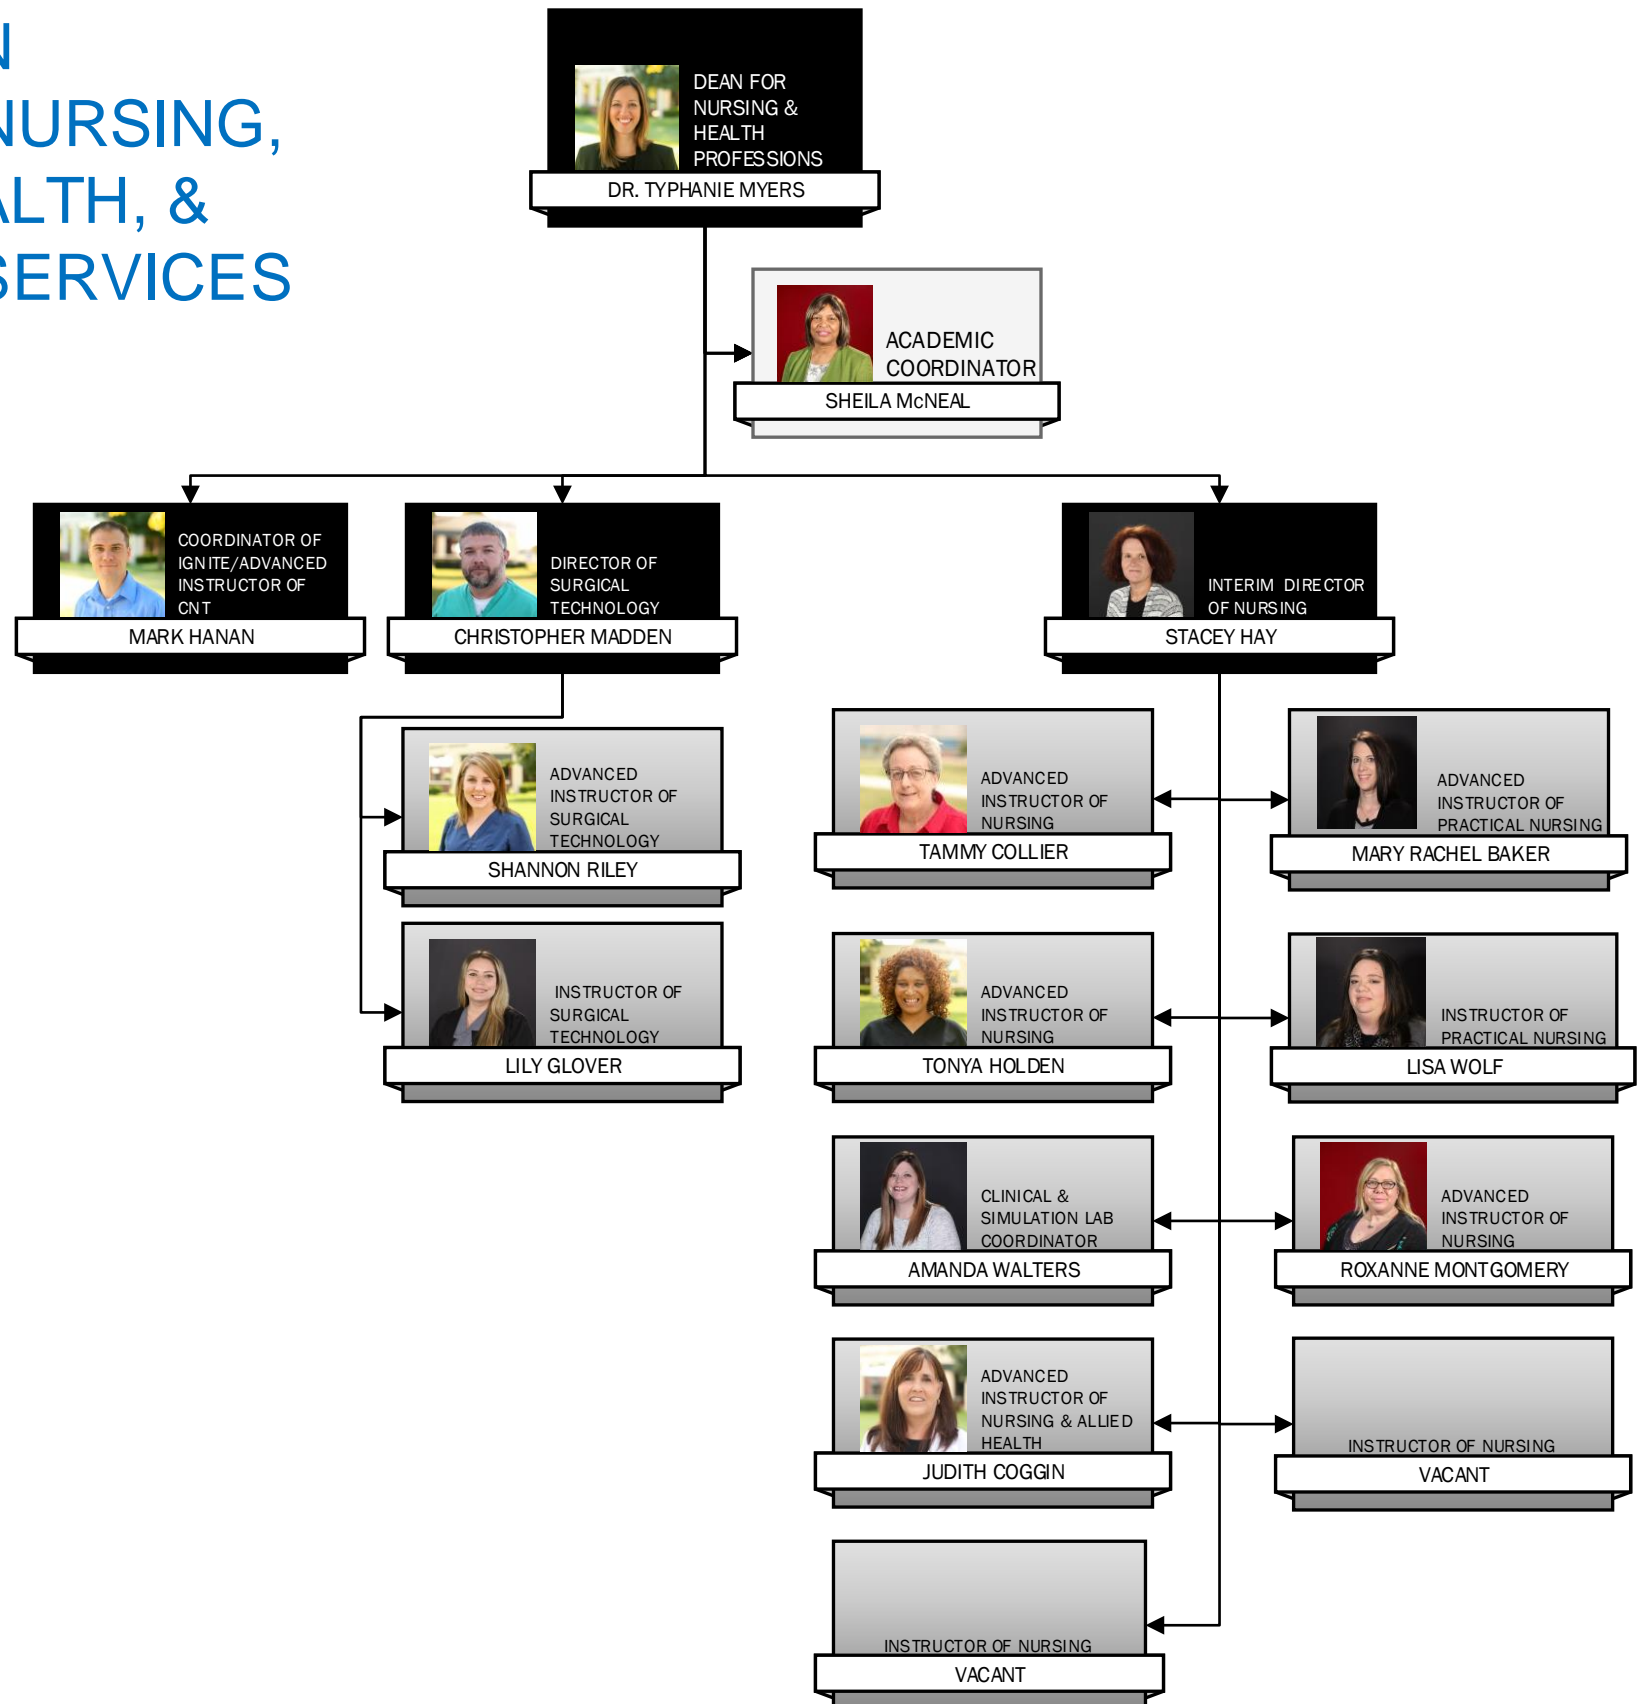 N
NURSING,
ALTH, &
SERVICES
DEAN FOR
NURSING &
HEALTH
PROFESSIONS
DR. TYPHANIE MYERS
ACADEMIC
COORDINATOR
SHEILA McNEAL
COORDINATOR OF
IGNITE/ADVANCED
INSTRUCTOR OF
CNT
MARK HANAN
DIRECTOR OF
SURGICAL
TECHNOLOGY
CHRISTOPHER MADDEN
INTERIM DIRECTOR
OF NURSING
STACEY HAY
ADVANCED
INSTRUCTOR OF
SURGICAL
TECHNOLOGY
SHANNON RILEY
ADVANCED
INSTRUCTOR OF
NURSING
TAMMY COLLIER
ADVANCED
INSTRUCTOR OF
PRACTICAL NURSING
MARY RACHEL BAKER
INSTRUCTOR OF
SURGICAL
TECHNOLOGY
LILY GLOVER
ADVANCED
INSTRUCTOR OF
NURSING
TONYA HOLDEN
INSTRUCTOR OF
PRACTICAL NURSING
LISA WOLF
CLINICAL &
SIMULATION LAB
COORDINATOR
AMANDA WALTERS
ADVANCED
INSTRUCTOR OF
NURSING
ROXANNE MONTGOMERY
ADVANCED
INSTRUCTOR OF
NURSING & ALLIED
HEALTH
JUDITH COGGIN
INSTRUCTOR OF NURSING
VACANT
INSTRUCTOR OF NURSING
VACANT